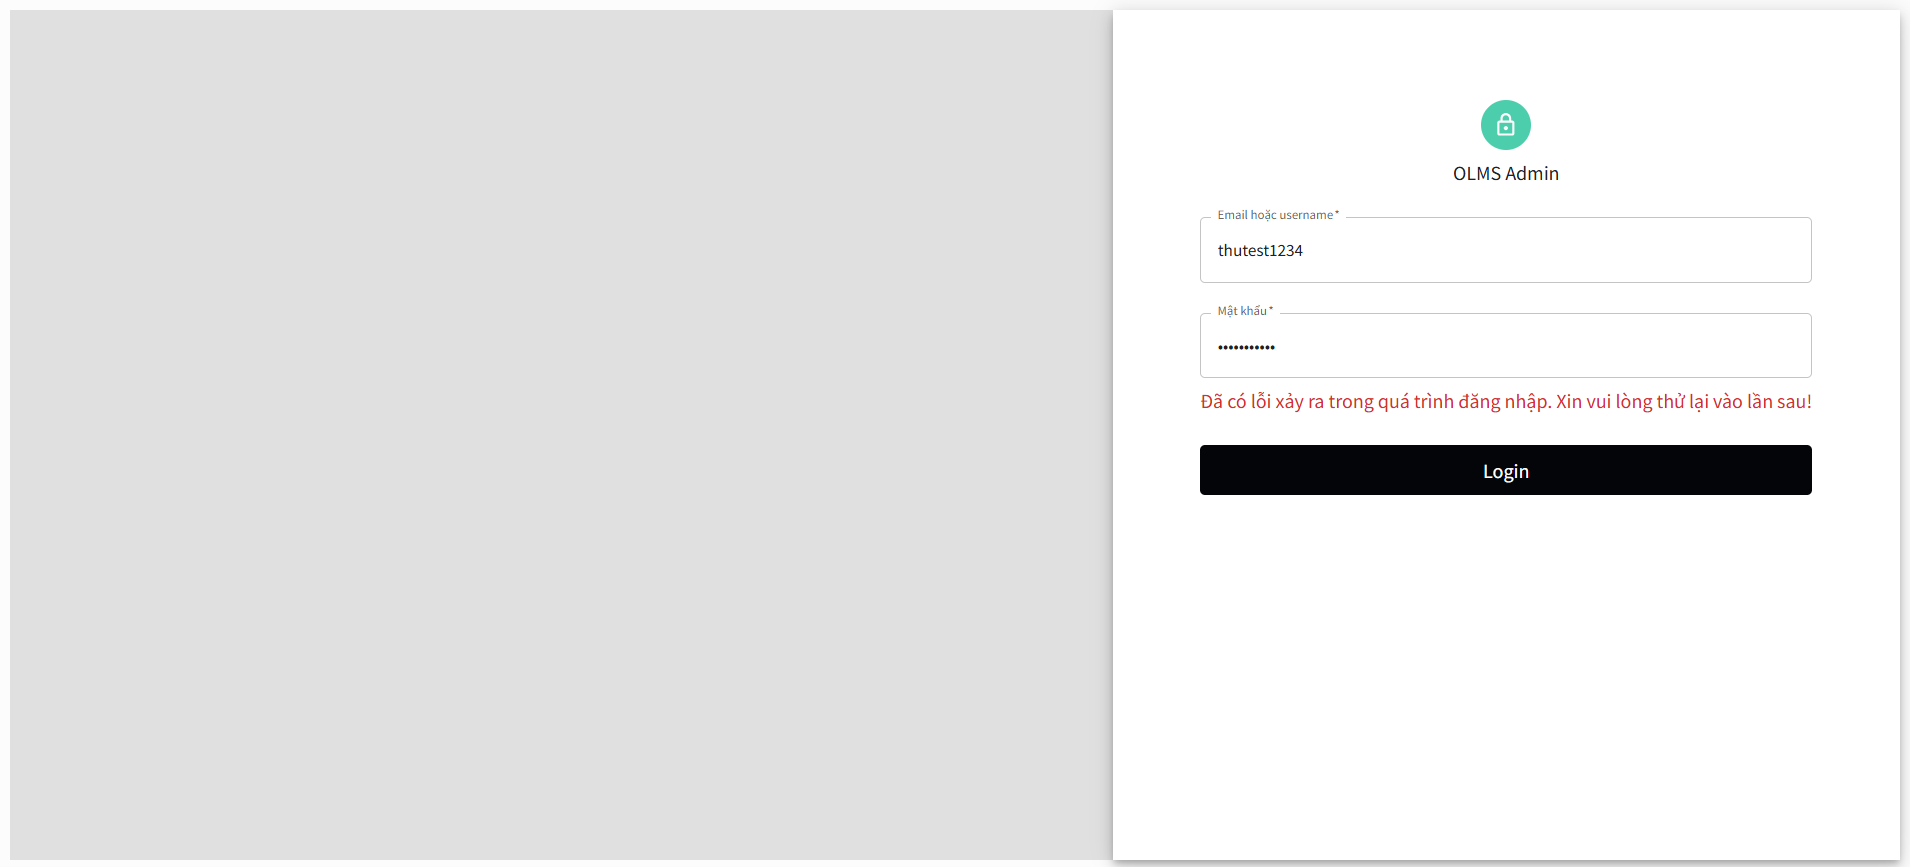 OLMS Admin
Email hoặc username *
thutest1234
Mật khẩu *
•••••••••••
Đã có lỗi xảy ra trong quá trình đăng nhập. Xin vui lòng thử lại vào lần sau!
Login